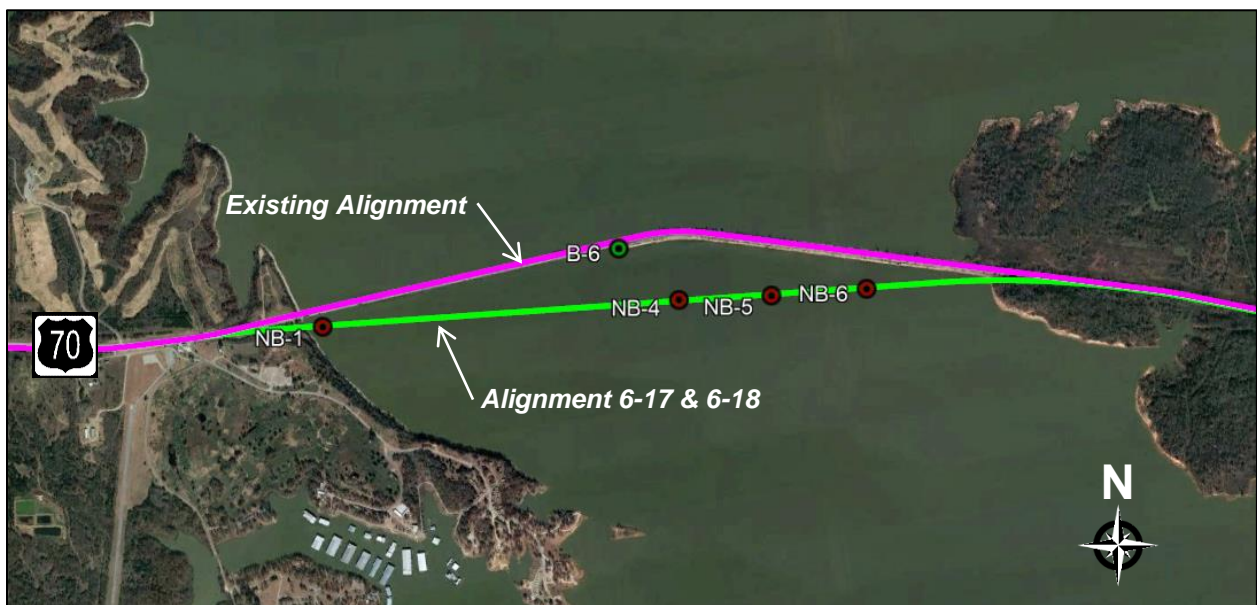 Existing Alignment
B-6
NB-4
NB-5
NB-6
NB-1
70
Alignment 6-17 & 6-18
N